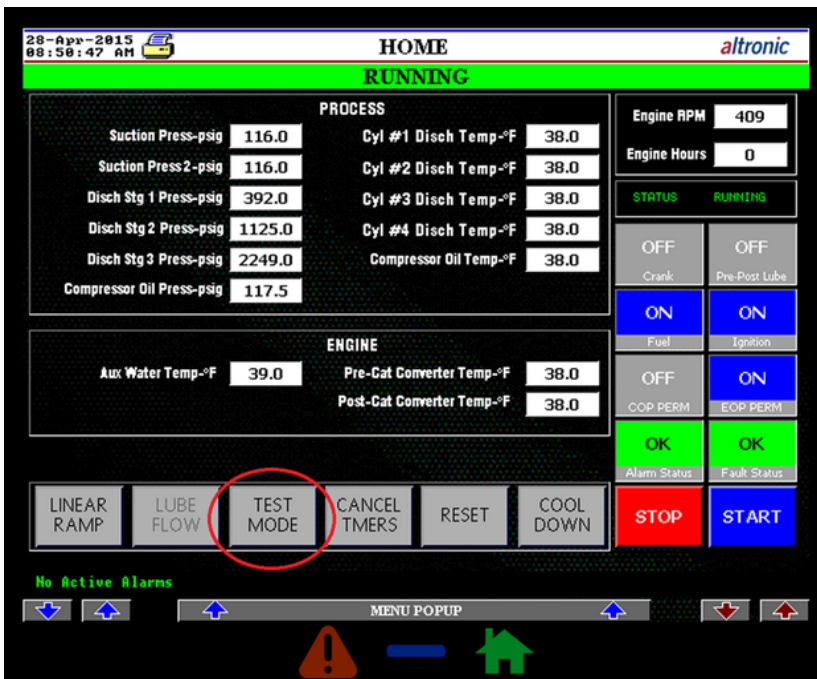 28-Apr-2015
08:50:47 AM
HOME
altronic
RUNNING
PROCESS
Suction Press-psig 116.0
Suction Press2-psig 116.0
Disch Stg 1 Press-psig 392.0
Disch Stg 2 Press-psig 1125.0
Disch Stg 3 Press-psig 2249.0
Compressor Oil Press-psig 117.5
Cyl #1 Disch Temp-°F 38.0
Cyl #2 Disch Temp-°F 38.0
Cyl #3 Disch Temp-°F 38.0
Cyl #4 Disch Temp-°F 38.0
Compressor Oil Temp-°F 38.0
ENGINE
Aux Water Temp-°F 39.0
Pre-Cat Converter Temp-°F 38.0
Post-Cat Converter Temp-°F 38.0
Engine RPM 409
Engine Hours 0
STATUS RUNNING
OFF
Crank
OFF
Pre-Post Lube
ON
Fuel
ON
Ignition
OFF
COP PERM
ON
EOP PERM
OK
Alarm Status
OK
Fault Status
LINEAR
RAMP
LUBE
FLOW
TEST
MODE
CANCEL
TMERS
RESET
COOL
DOWN
STOP
START
No Active Alarms
MENU POPUP